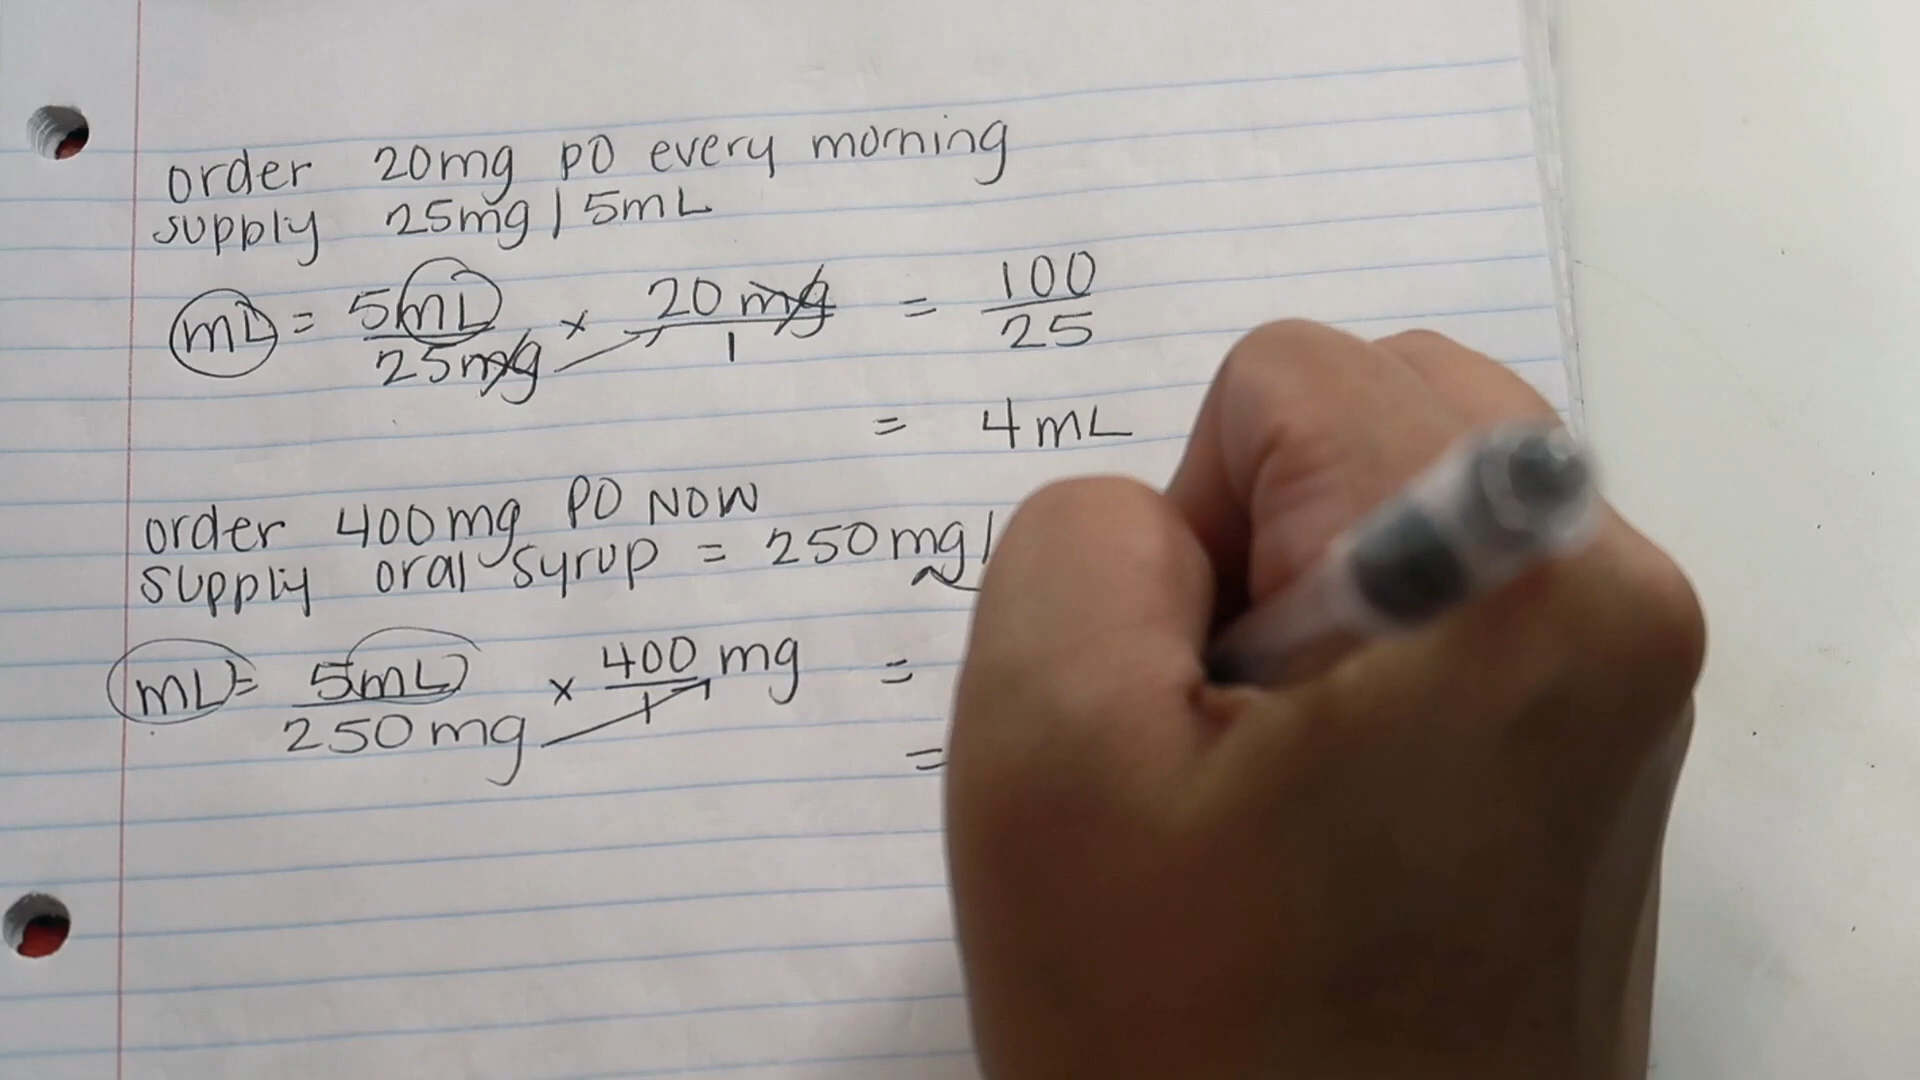 order 20mg PO every morning
supply 25mg | 5mL
mL = 5mL / 25mg × 20mg / 1 = 100 / 25
= 4mL
order 400mg PO NOW
supply oral syrup = 250mg |
mL = 5mL / 250mg × 400mg / 1 =
=